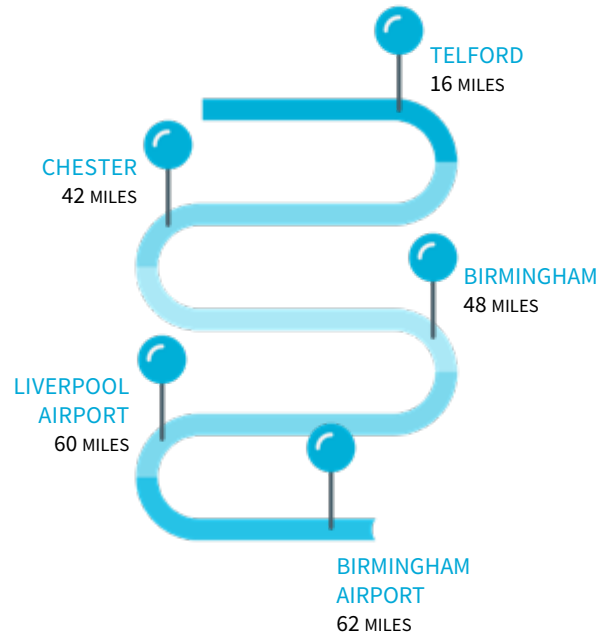 TELFORD
16 MILES
CHESTER
42 MILES
BIRMINGHAM
48 MILES
LIVERPOOL
AIRPORT
60 MILES
BIRMINGHAM
AIRPORT
62 MILES